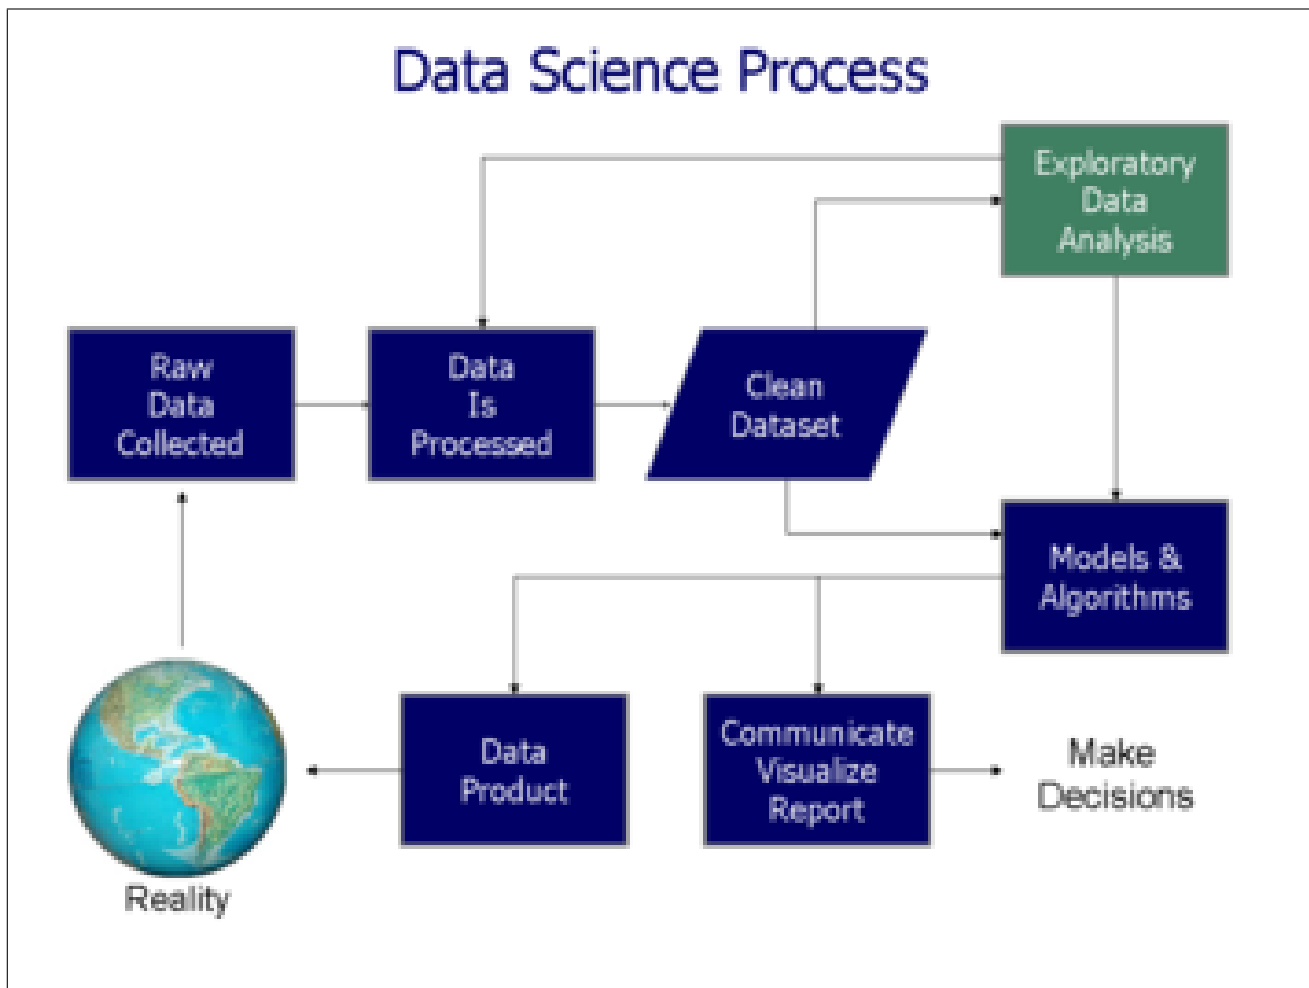 Data Science Process
Exploratory
Data
Analysis
Raw
Data
Collected
Data
Is
Processed
Clean
Dataset
Models &
Algorithms
Data
Product
Communicate
Visualize
Report
Make
Decisions
Reality